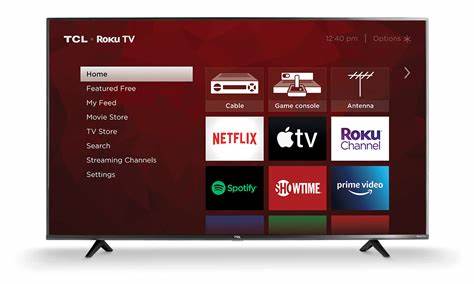 TCL • Roku TV
12:40 pm | Options ✳
Home
Featured Free
My Feed
Movie Store
TV Store
Search
Streaming Channels
Settings
Cable
Game console
Antenna
NETFLIX
tv
Roku Channel
Spotify
SHOWTIME
prime video
TCL